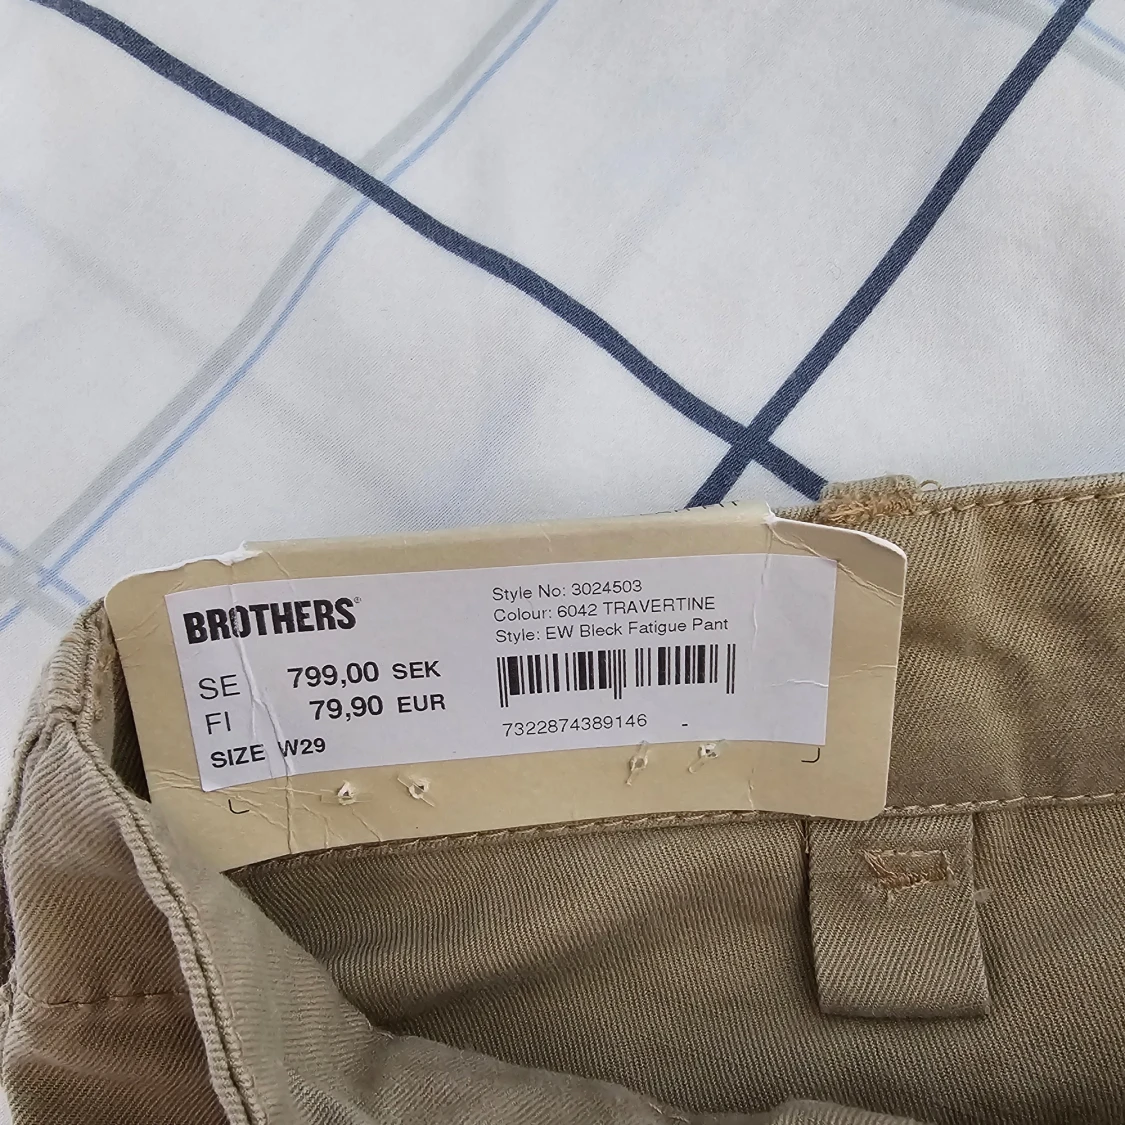 BROTHERS®
Style No: 3024503
Colour: 6042 TRAVERTINE
Style: EW Bleck Fatigue Pant
SE 799,00 SEK
FI 79,90 EUR
SIZE W29
7322874389146 -